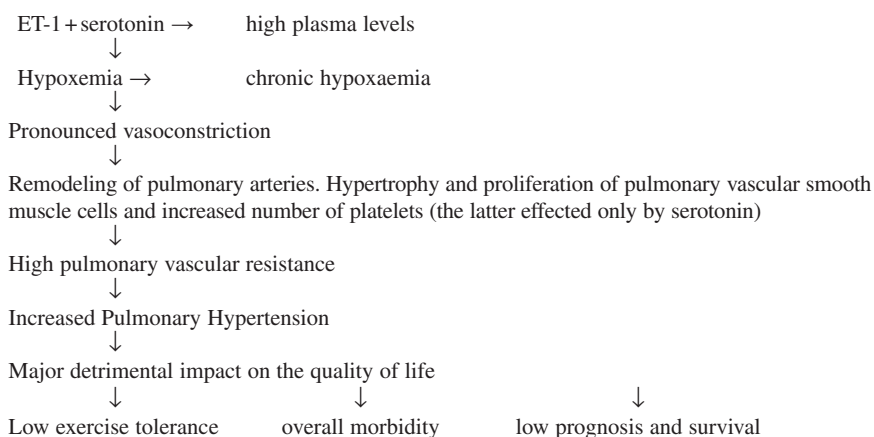 ET-1 + serotonin → high plasma levels
↓
Hypoxemia → chronic hypoxaemia
↓
Pronounced vasoconstriction
↓
Remodeling of pulmonary arteries. Hypertrophy and proliferation of pulmonary vascular smooth
muscle cells and increased number of platelets (the latter effected only by serotonin)
↓
High pulmonary vascular resistance
↓
Increased Pulmonary Hypertension
↓
Major detrimental impact on the quality of life
↓ ↓ ↓
Low exercise tolerance overall morbidity low prognosis and survival